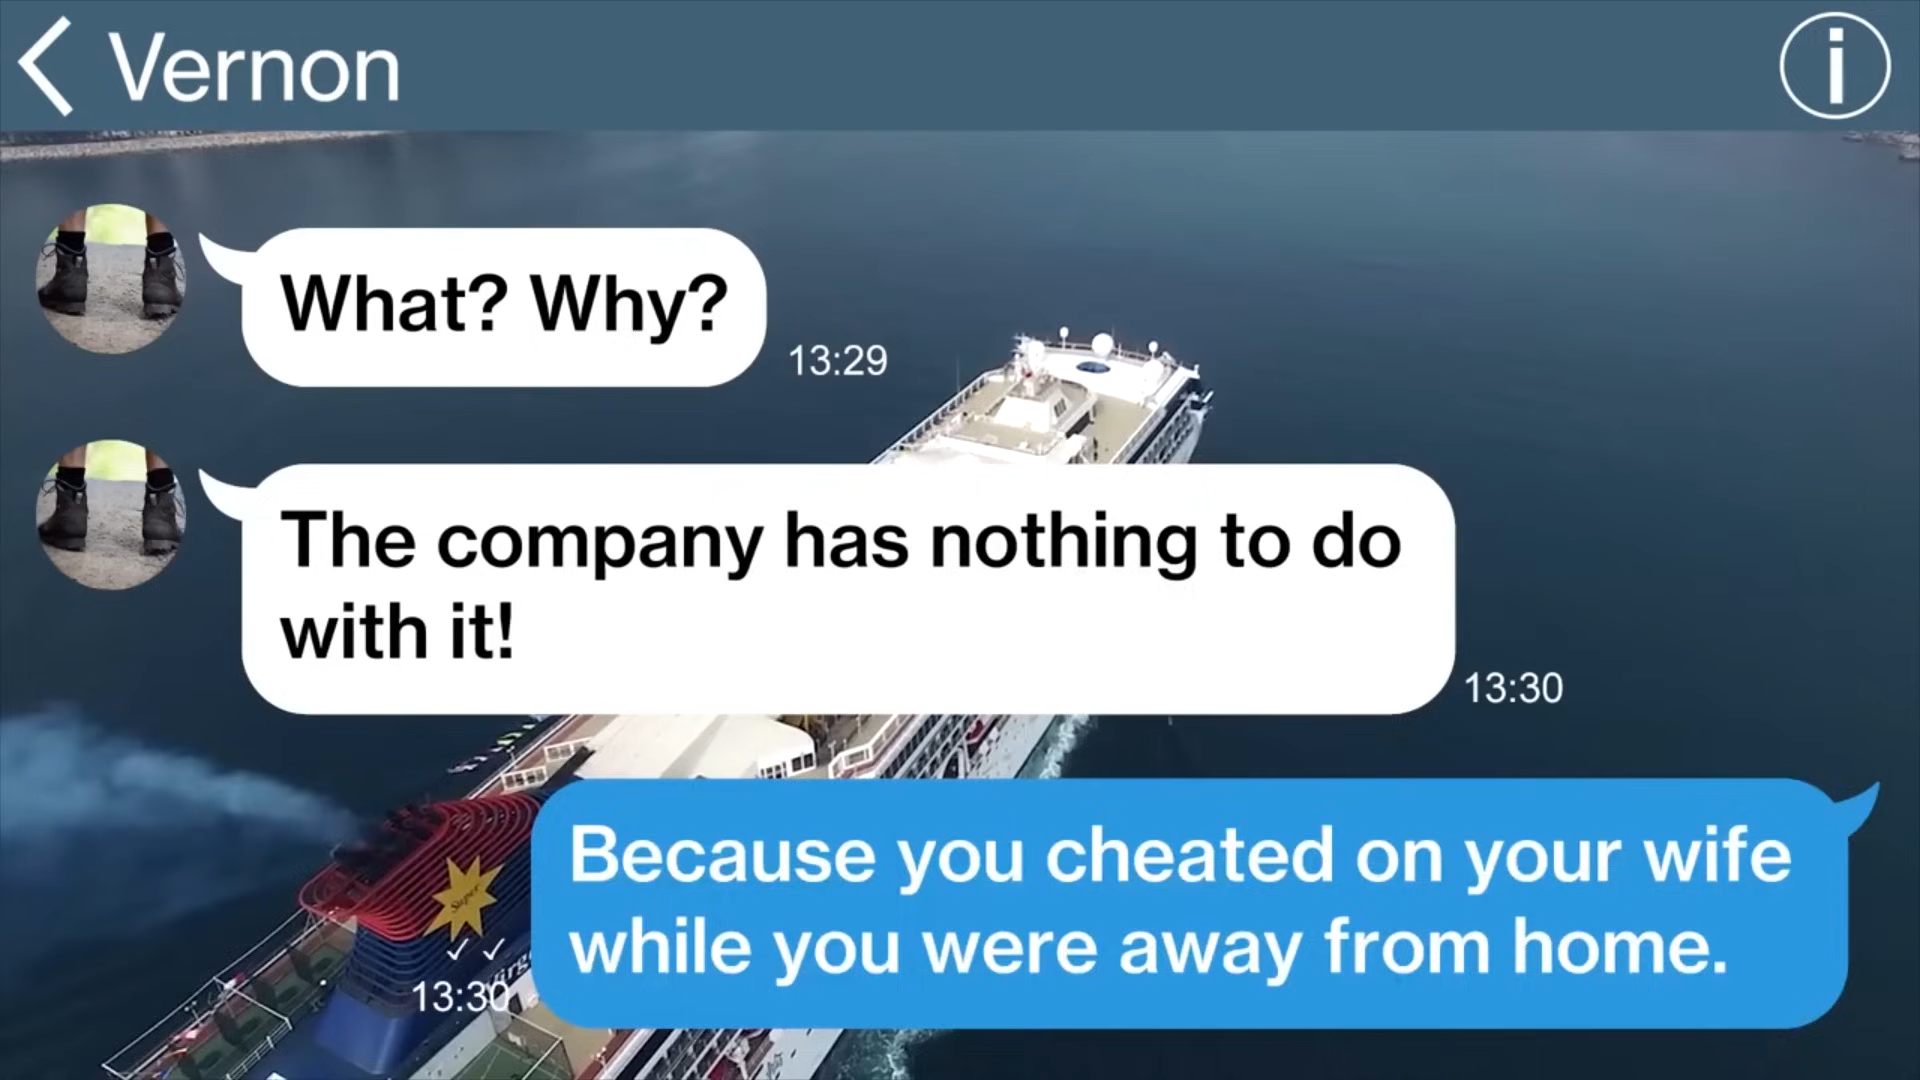 Vernon
i
What? Why?
13:29
The company has nothing to do
with it!
13:30
Because you cheated on your wife
while you were away from home.
Super
13:30